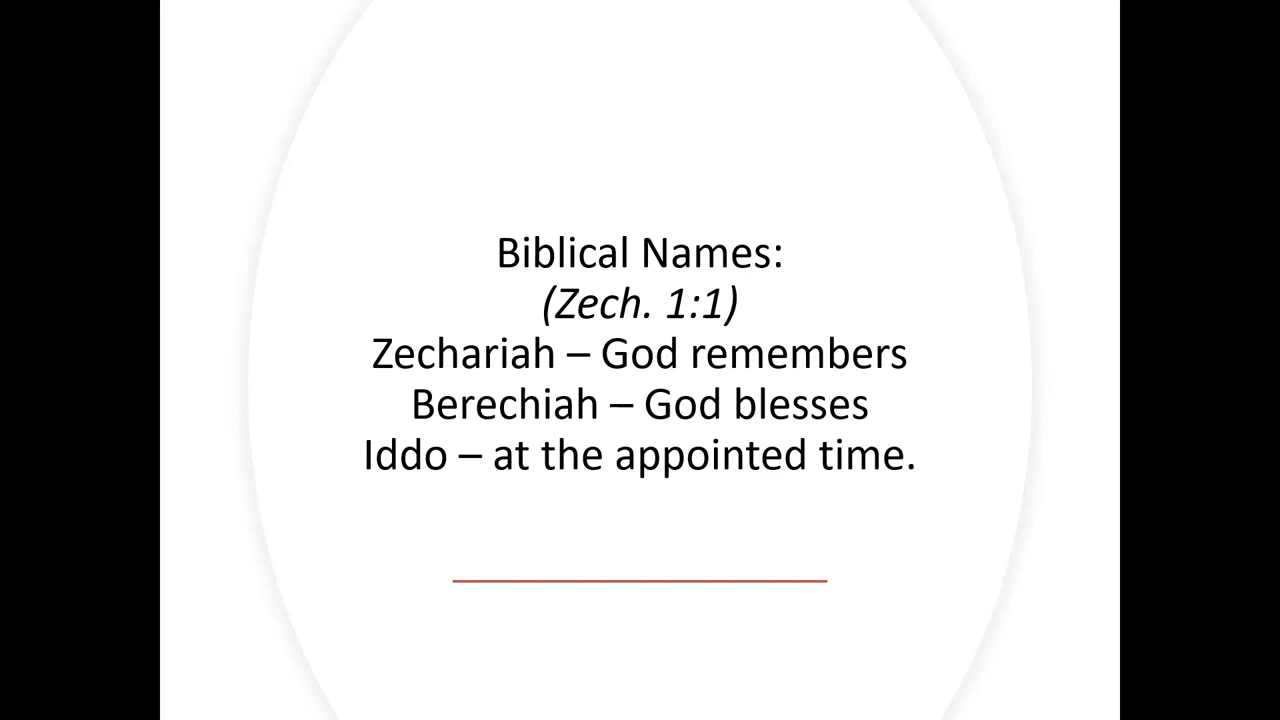 Biblical Names:
(Zech. 1:1)
Zechariah – God remembers
Berechiah – God blesses
Iddo – at the appointed time.